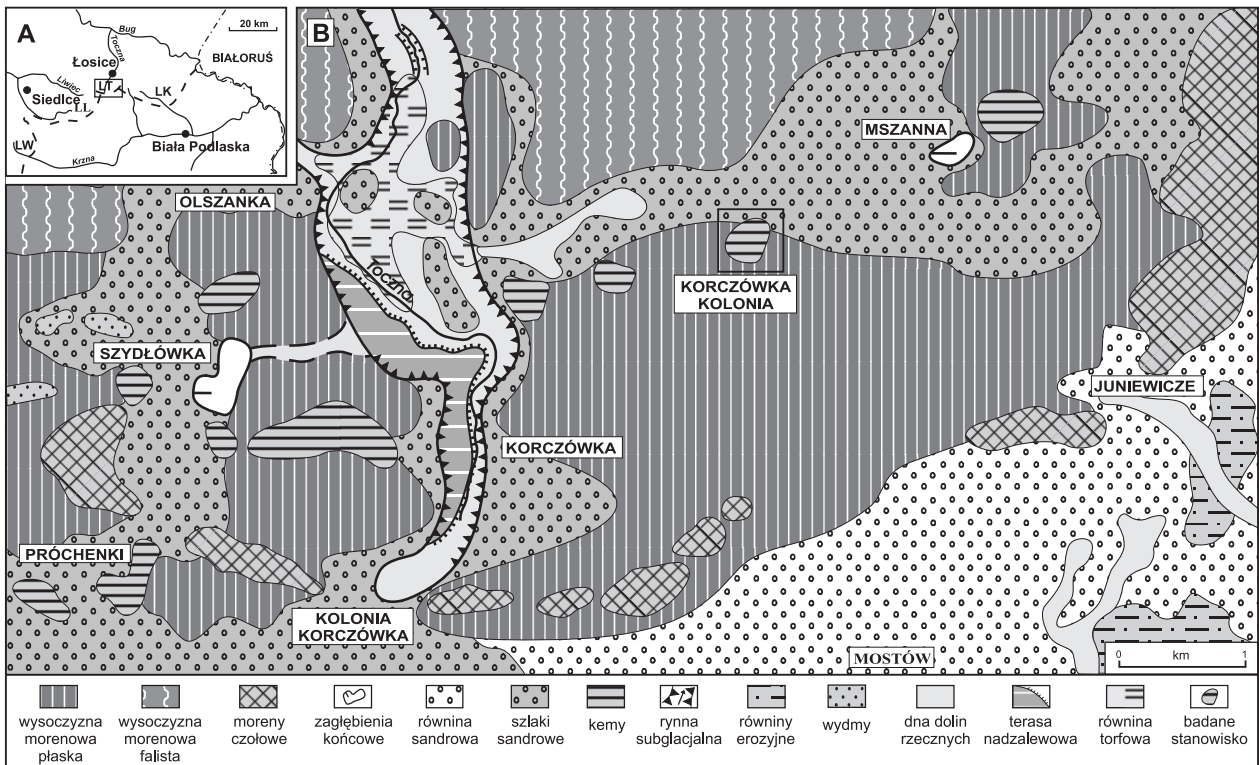 A
20 km
Bug
Toczna
BIAŁORUŚ
Łosice
Liwiec
LT
Siedlce
LL
LK
LW
Biała Podlaska
Krzna
B
MSZANNA
OLSZANKA
Toczna
KORCZÓWKA
KOLONIA
SZYDŁÓWKA
JUNIEWICZE
KORCZÓWKA
PRÓCHENKI
KOLONIA
KORCZÓWKA
MOSTÓW
0 km 1
wysoczyzna
morenowa
płaska
wysoczyzna
morenowa
falista
moreny
czołowe
zagłębienia
końcowe
równina
sandrowa
szlaki
sandrowe
kemy
rynna
subglacjalna
równiny
erozyjne
wydmy
dna dolin
rzecznych
terasa
nadzalewowa
równina
torfowa
badane
stanowisko